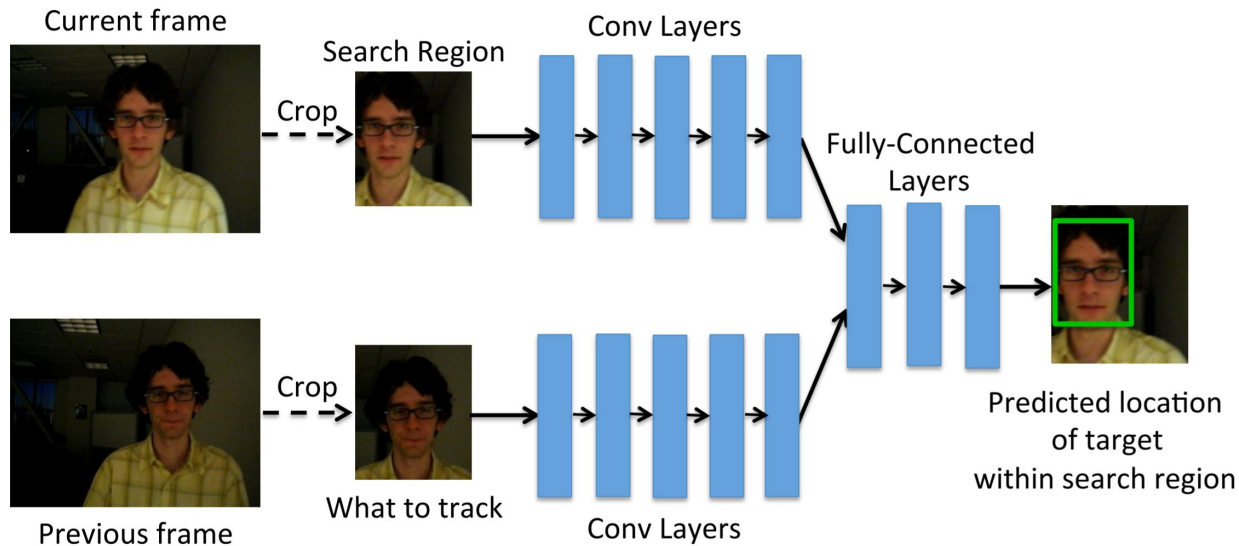 Current frame
Crop
Search Region
Conv Layers
Fully-Connected
Layers
Previous frame
Crop
What to track
Conv Layers
Predicted location
of target
within search region